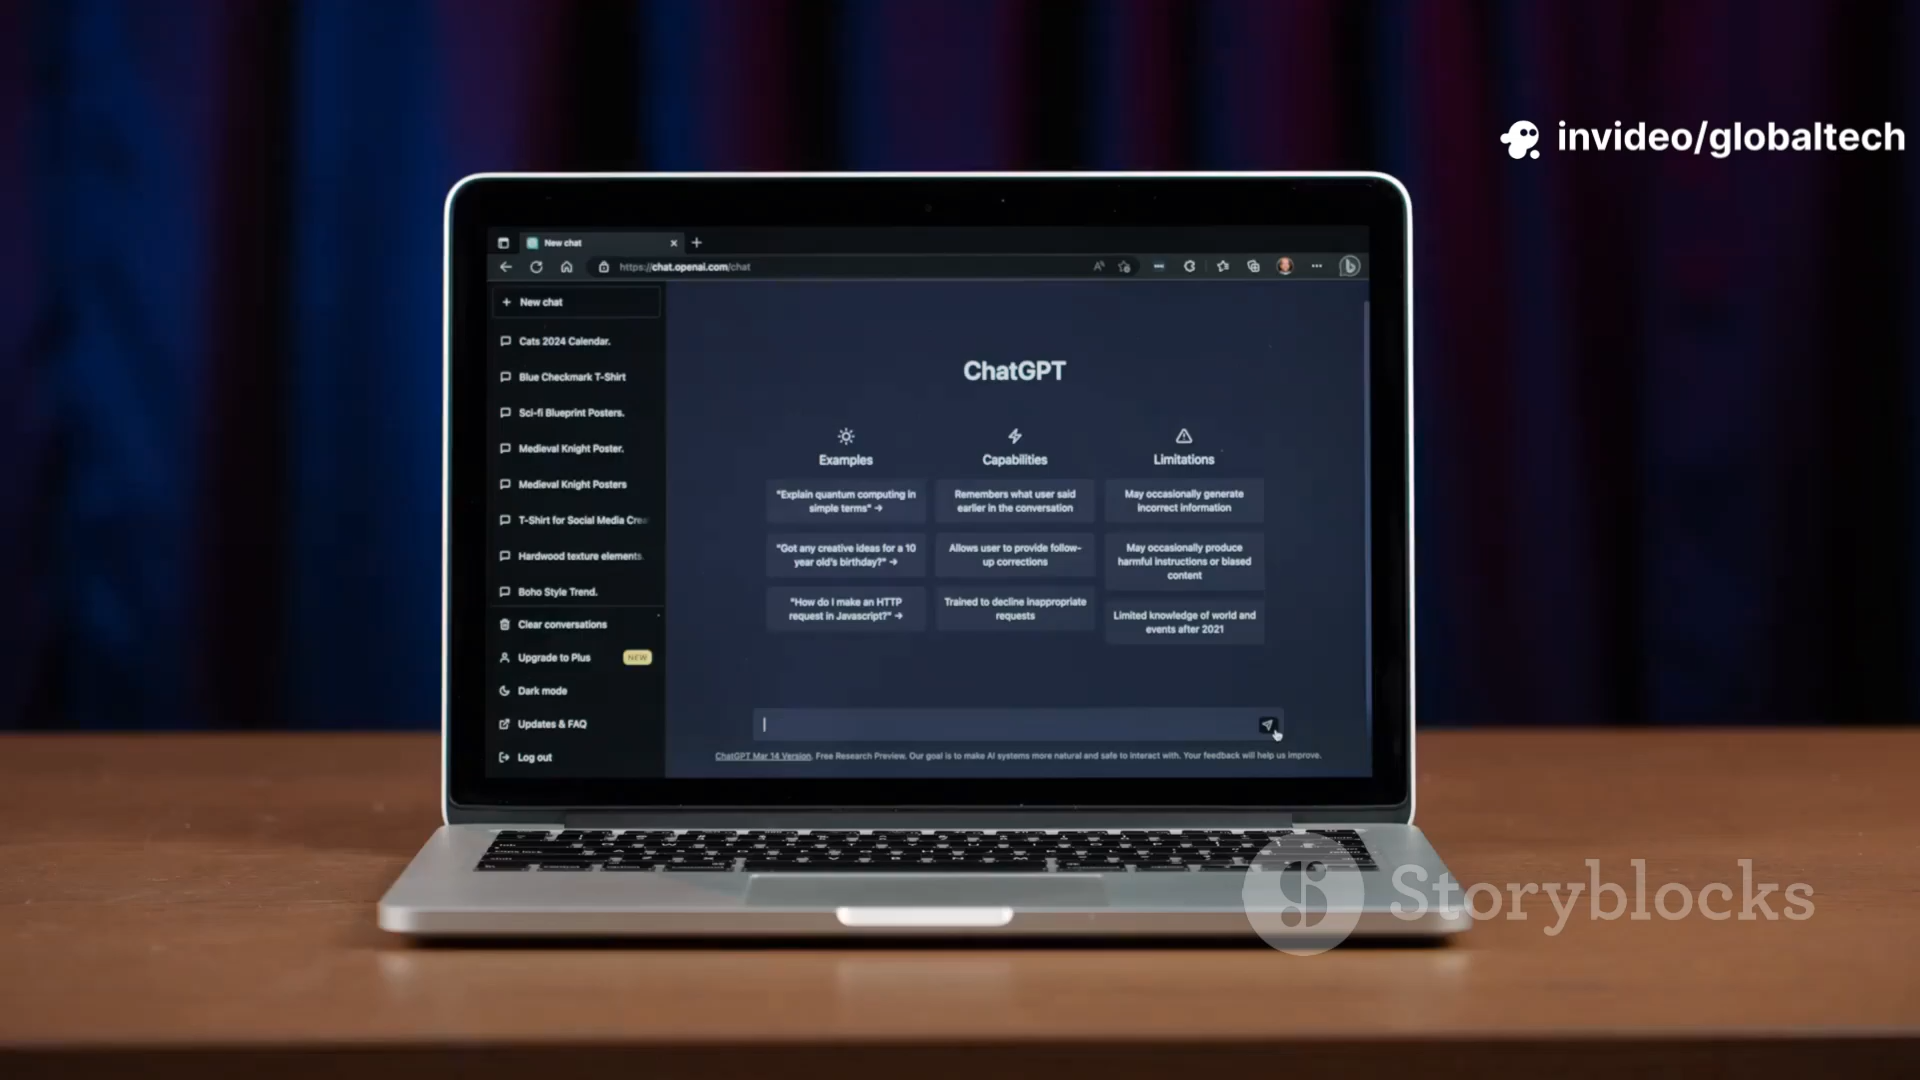 invideo/globaltech
New chat
https://chat.openai.com/chat
New chat
Cats 2024 Calendar.
Blue Checkmark T-Shirt
Sci-fi Blueprint Posters.
Medieval Knight Poster.
Medieval Knight Posters
T-Shirt for Social Media Crea
Hardwood texture elements.
Boho Style Trend.
Clear conversations
Upgrade to Plus
NEW
Dark mode
Updates & FAQ
Log out
ChatGPT
Examples
"Explain quantum computing in
simple terms" →
"Got any creative ideas for a 10
year old's birthday?" →
"How do I make an HTTP
request in Javascript?" →
Capabilities
Remembers what user said
earlier in the conversation
Allows user to provide follow-
up corrections
Trained to decline inappropriate
requests
Limitations
May occasionally generate
incorrect information
May occasionally produce
harmful instructions or biased
content
Limited knowledge of world and
events after 2021
ChatGPT Mar 14 Version. Free Research Preview. Our goal is to make AI systems more natural and safe to interact with. Your feedback will help us improve.
Storyblocks